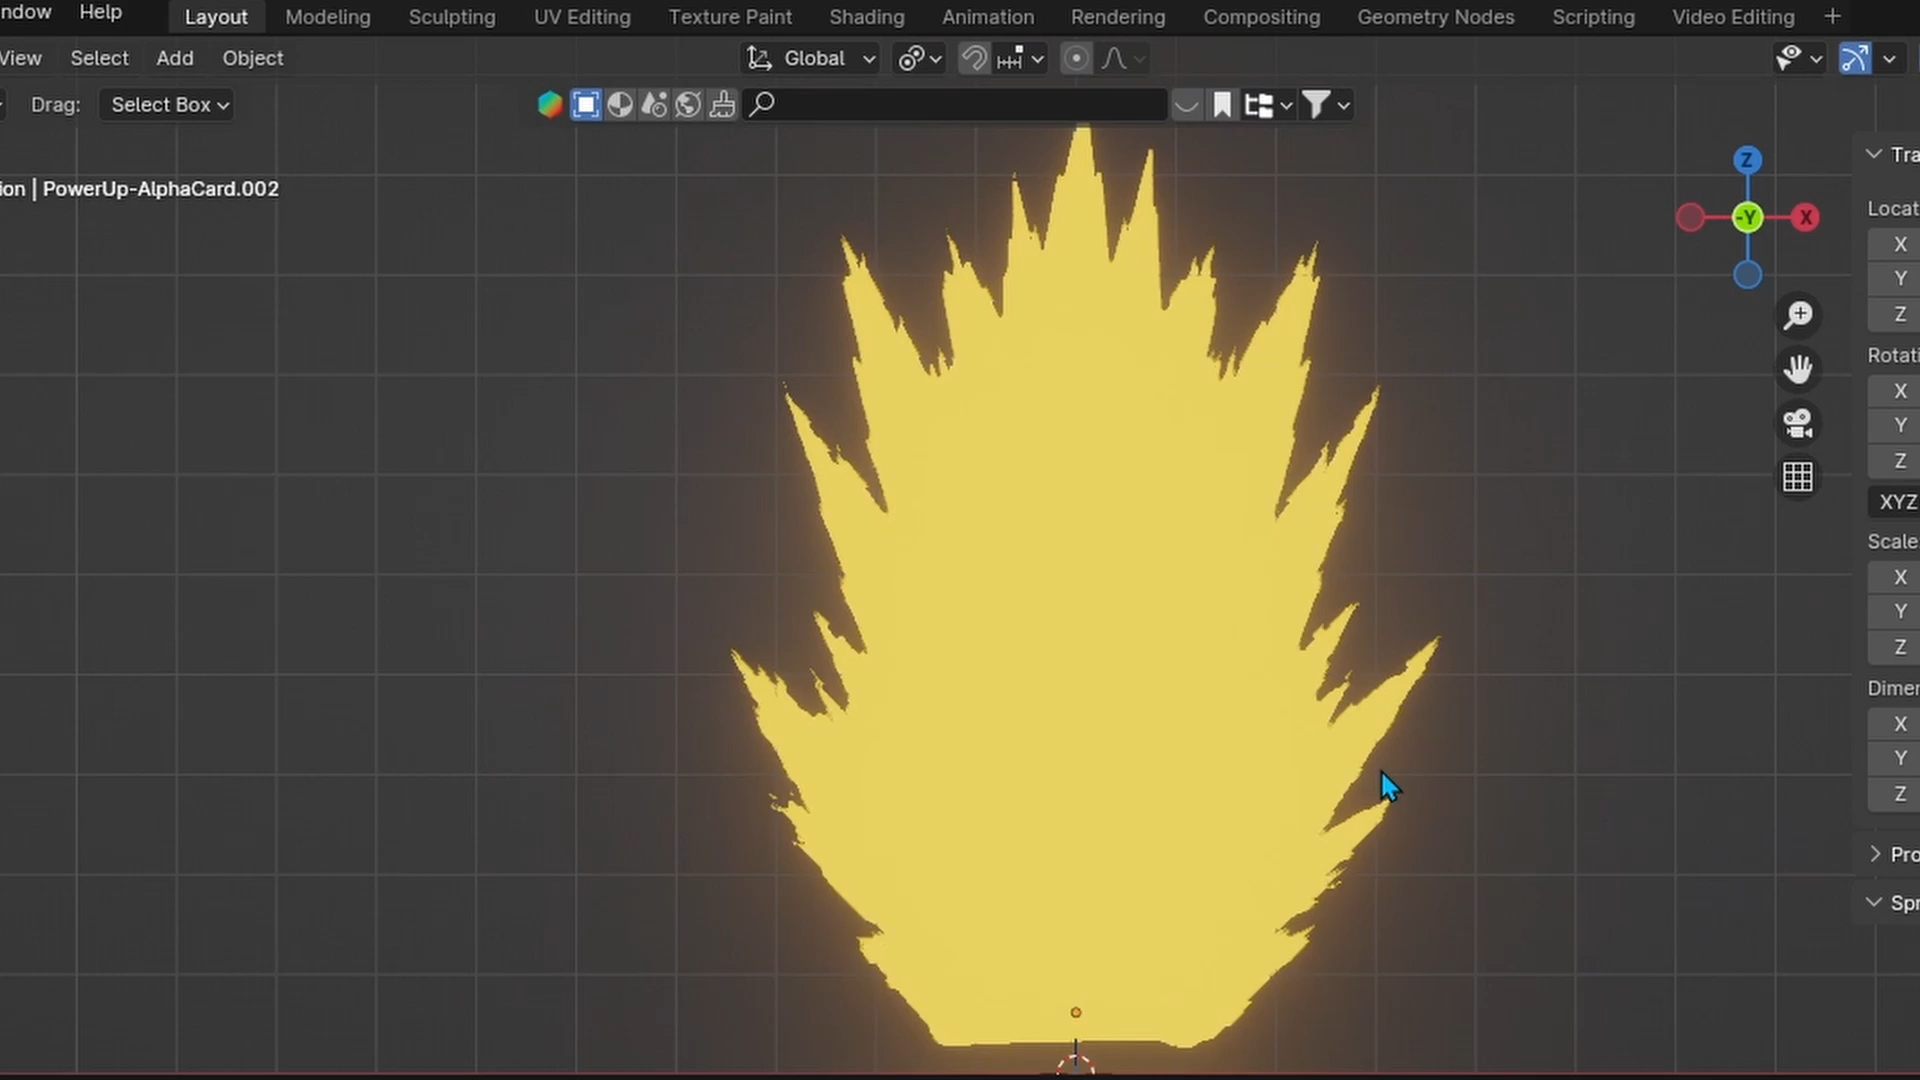 ndow Help Layout Modeling Sculpting UV Editing Texture Paint Shading Animation Rendering Compositing Geometry Nodes Scripting Video Editing +
View Select Add Object Global
Drag: Select Box
ion | PowerUp-AlphaCard.002
Z
-Y
X
Tra
Locat
X
Y
Z
Rotati
X
Y
Z
XYZ
Scale
X
Y
Z
Dimer
X
Y
Z
Pro
Spr